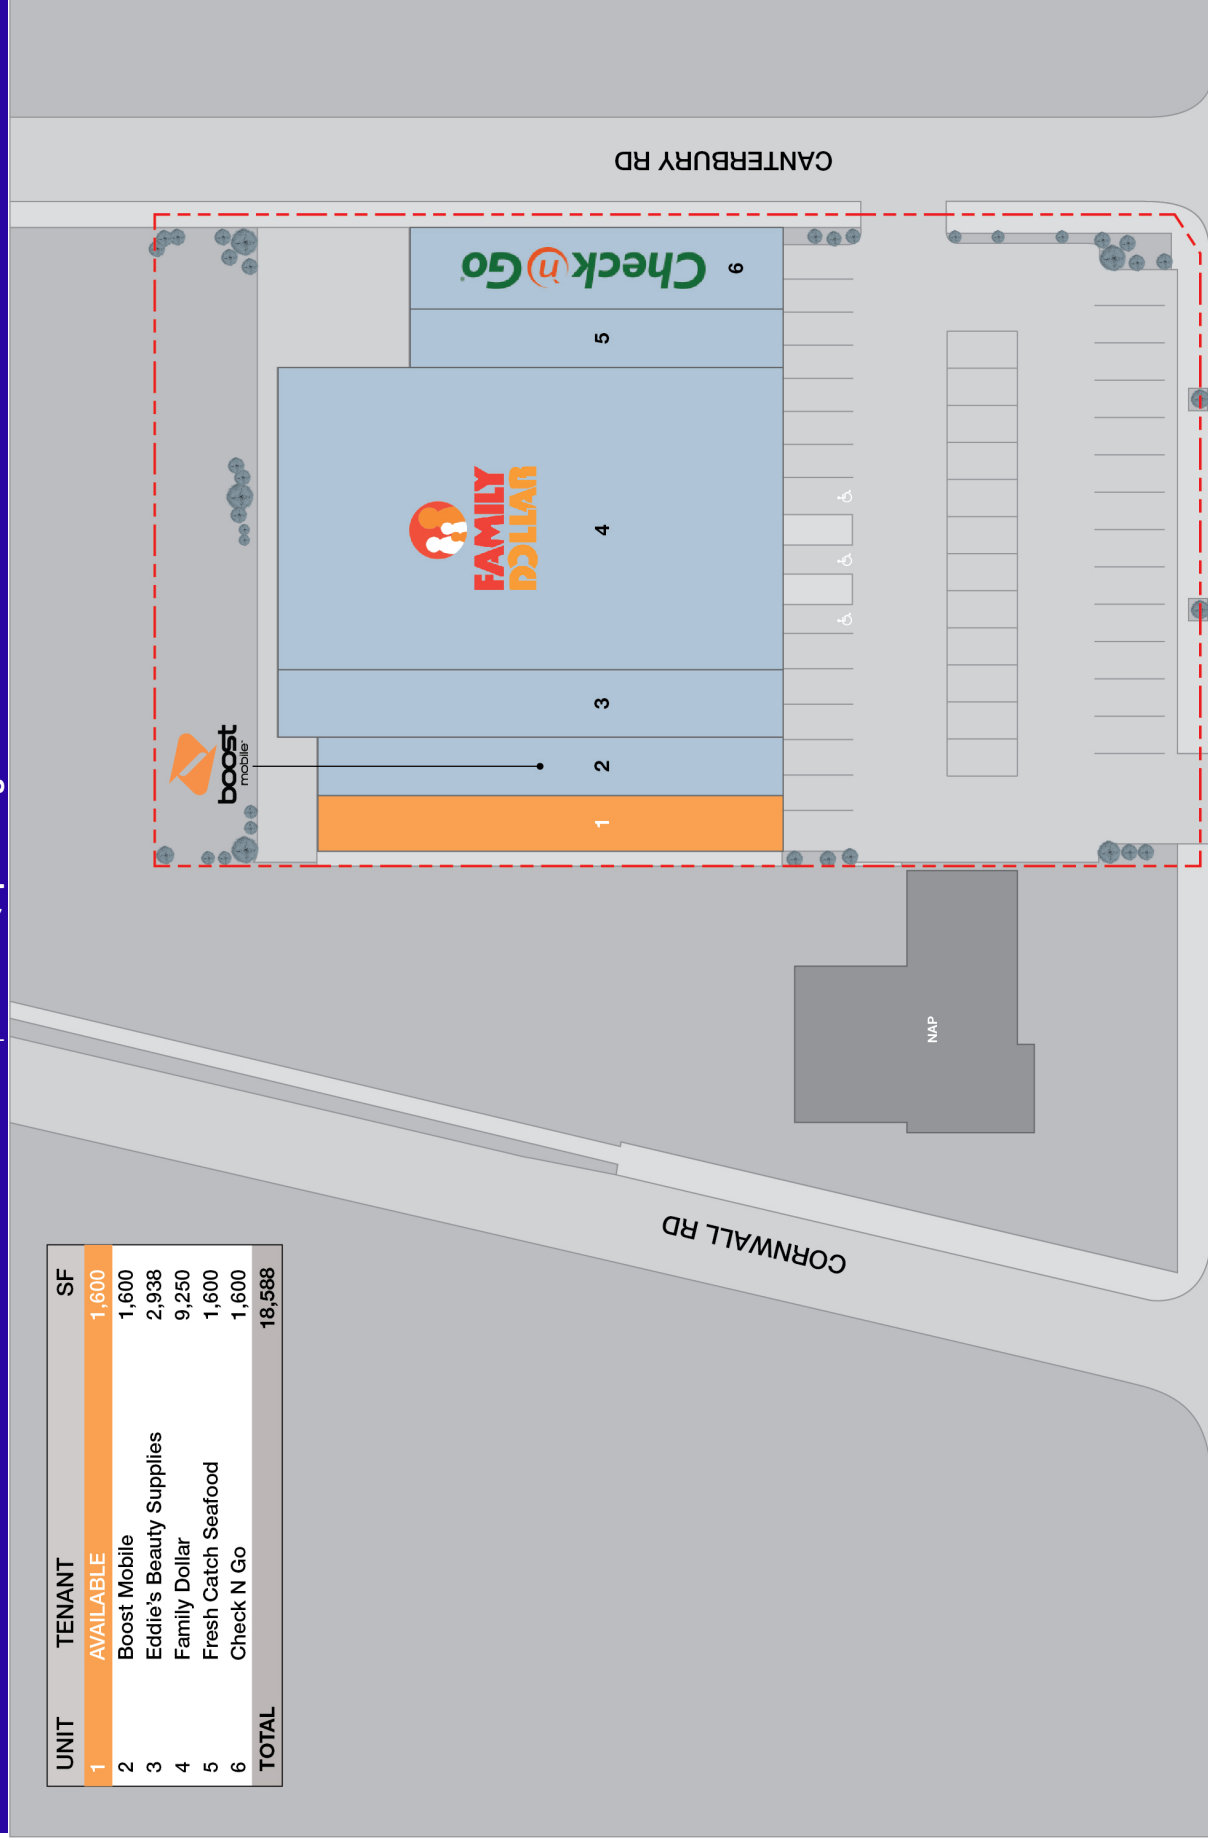 UNIT TENANT SF
1 AVAILABLE 1,600
2 Boost Mobile 1,600
3 Eddie's Beauty Supplies 2,938
4 Family Dollar 9,250
5 Fresh Catch Seafood 1,600
6 Check N Go 1,600
TOTAL 18,588
CORNWALL RD
NAP
boost
mobile
1
2
3
FAMILY
DOLLAR
4
5
Check 'n Go
6
CANTERBURY RD